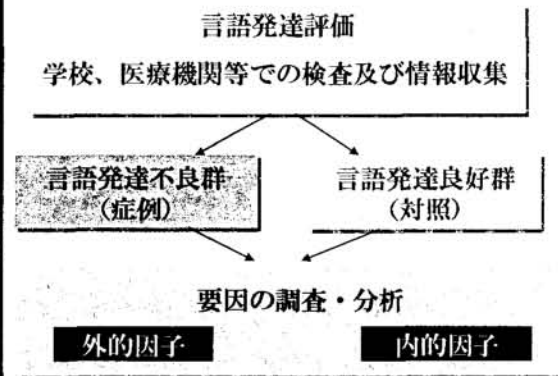 言語発達評価
学校、医療機関等での検査及び情報収集
言語発達不良群
(症例)
言語発達良好群
(対照)
要因の調査・分析
外的因子
内的因子